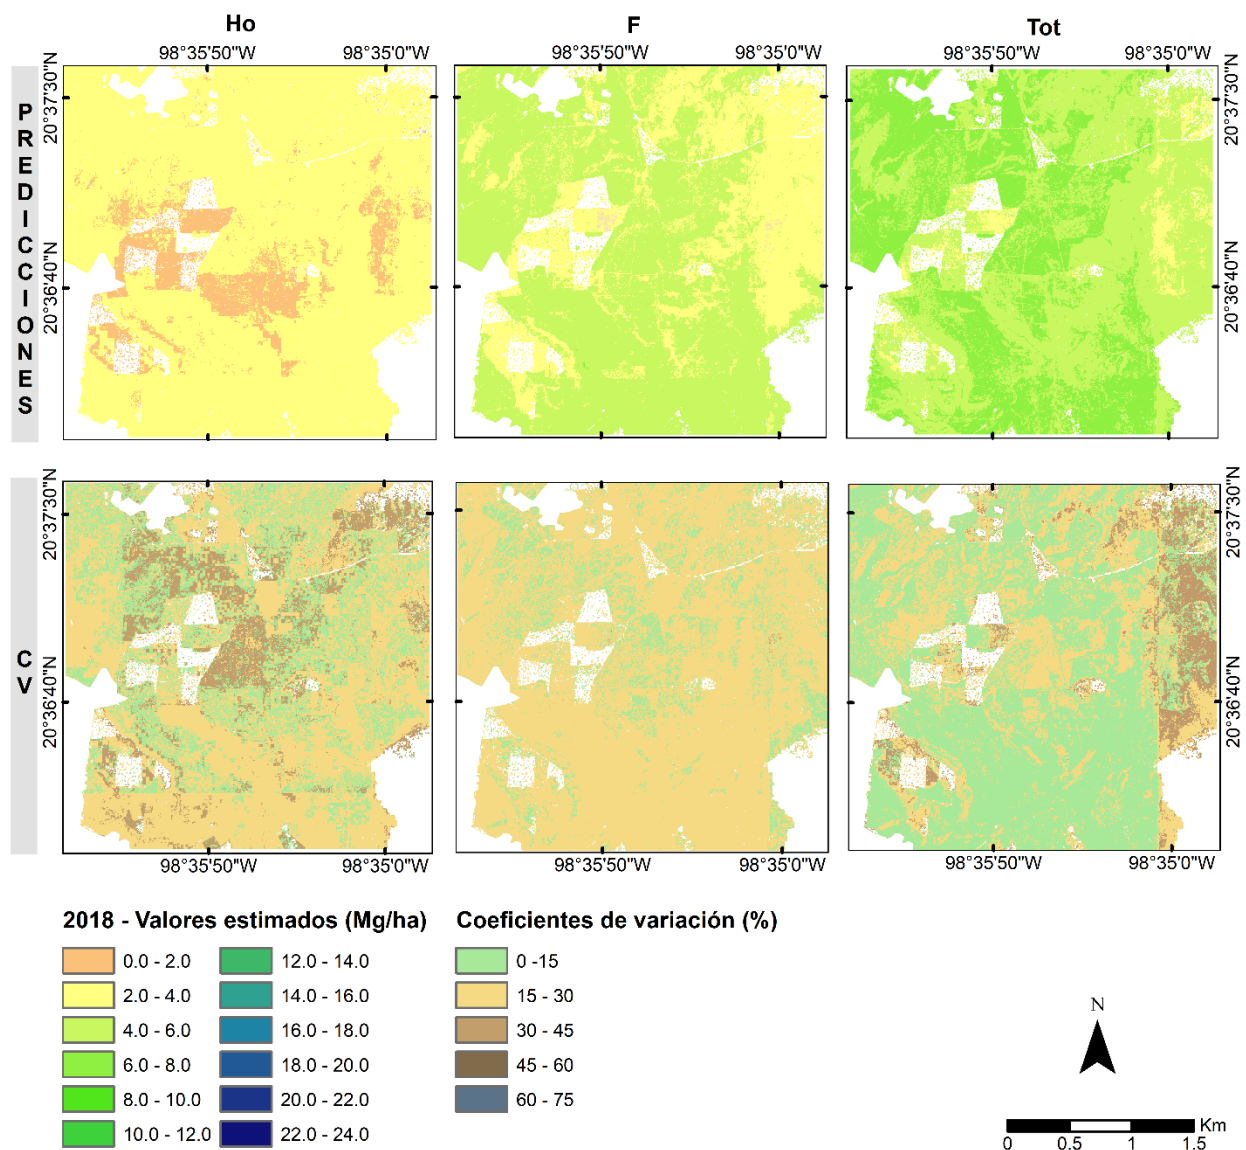 Ho
F
Tot
98°35'50"W
98°35'0"W
98°35'50"W
98°35'0"W
98°35'50"W
98°35'0"W
PREDICCIONES
20°37'30"N
20°36'40"N
20°37'30"N
20°36'40"N
CV
20°37'30"N
20°36'40"N
20°37'30"N
20°36'40"N
98°35'50"W
98°35'0"W
98°35'50"W
98°35'0"W
98°35'50"W
98°35'0"W
2018 - Valores estimados (Mg/ha)
0.0 - 2.0
2.0 - 4.0
4.0 - 6.0
6.0 - 8.0
8.0 - 10.0
10.0 - 12.0
12.0 - 14.0
14.0 - 16.0
16.0 - 18.0
18.0 - 20.0
20.0 - 22.0
22.0 - 24.0
Coeficientes de variación (%)
0 -15
15 - 30
30 - 45
45 - 60
60 - 75
N
Km
0 0.5 1 1.5